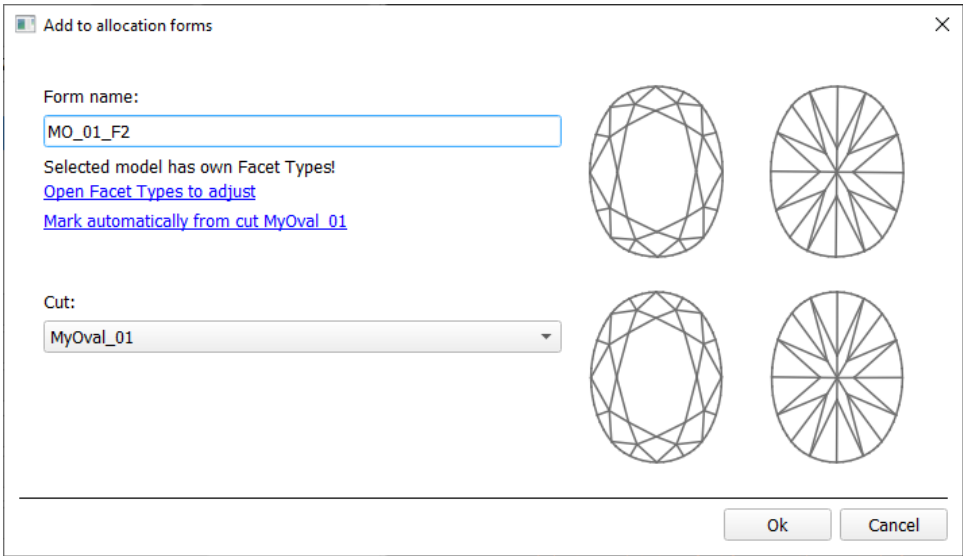 Add to allocation forms
Form name:
MO_01_F2
Selected model has own Facet Types!
Open Facet Types to adjust
Mark automatically from cut MyOval_01
Cut:
MyOval_01
Ok
Cancel